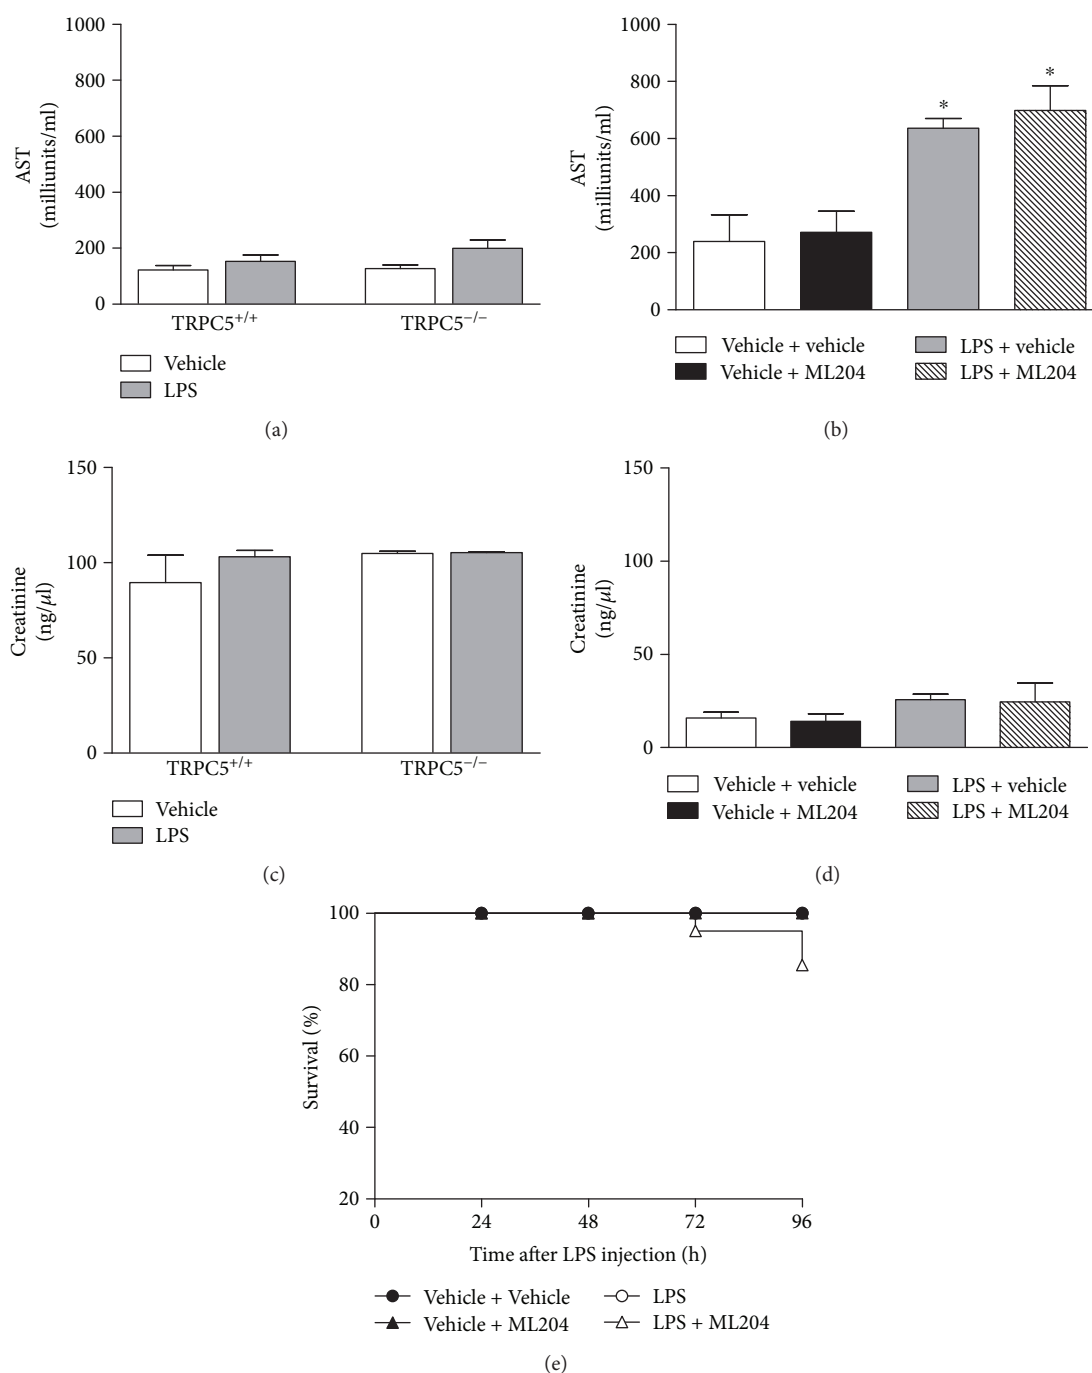 1000
800
600
400
200
0
AST
(milliunits/ml)
TRPC5+/+ TRPC5−/−
Vehicle
LPS
(a)
1000
800
600
400
200
0
AST
(milliunits/ml)
* *
Vehicle + vehicle LPS + vehicle
Vehicle + ML204 LPS + ML204
(b)
150
100
50
0
Creatinine
(ng/μl)
TRPC5+/+ TRPC5−/−
Vehicle
LPS
(c)
150
100
50
0
Creatinine
(ng/μl)
Vehicle + vehicle LPS + vehicle
Vehicle + ML204 LPS + ML204
(d)
100
80
60
40
20
Survival (%)
0 24 48 72 96
Time after LPS injection (h)
Vehicle + Vehicle LPS
Vehicle + ML204 LPS + ML204
(e)